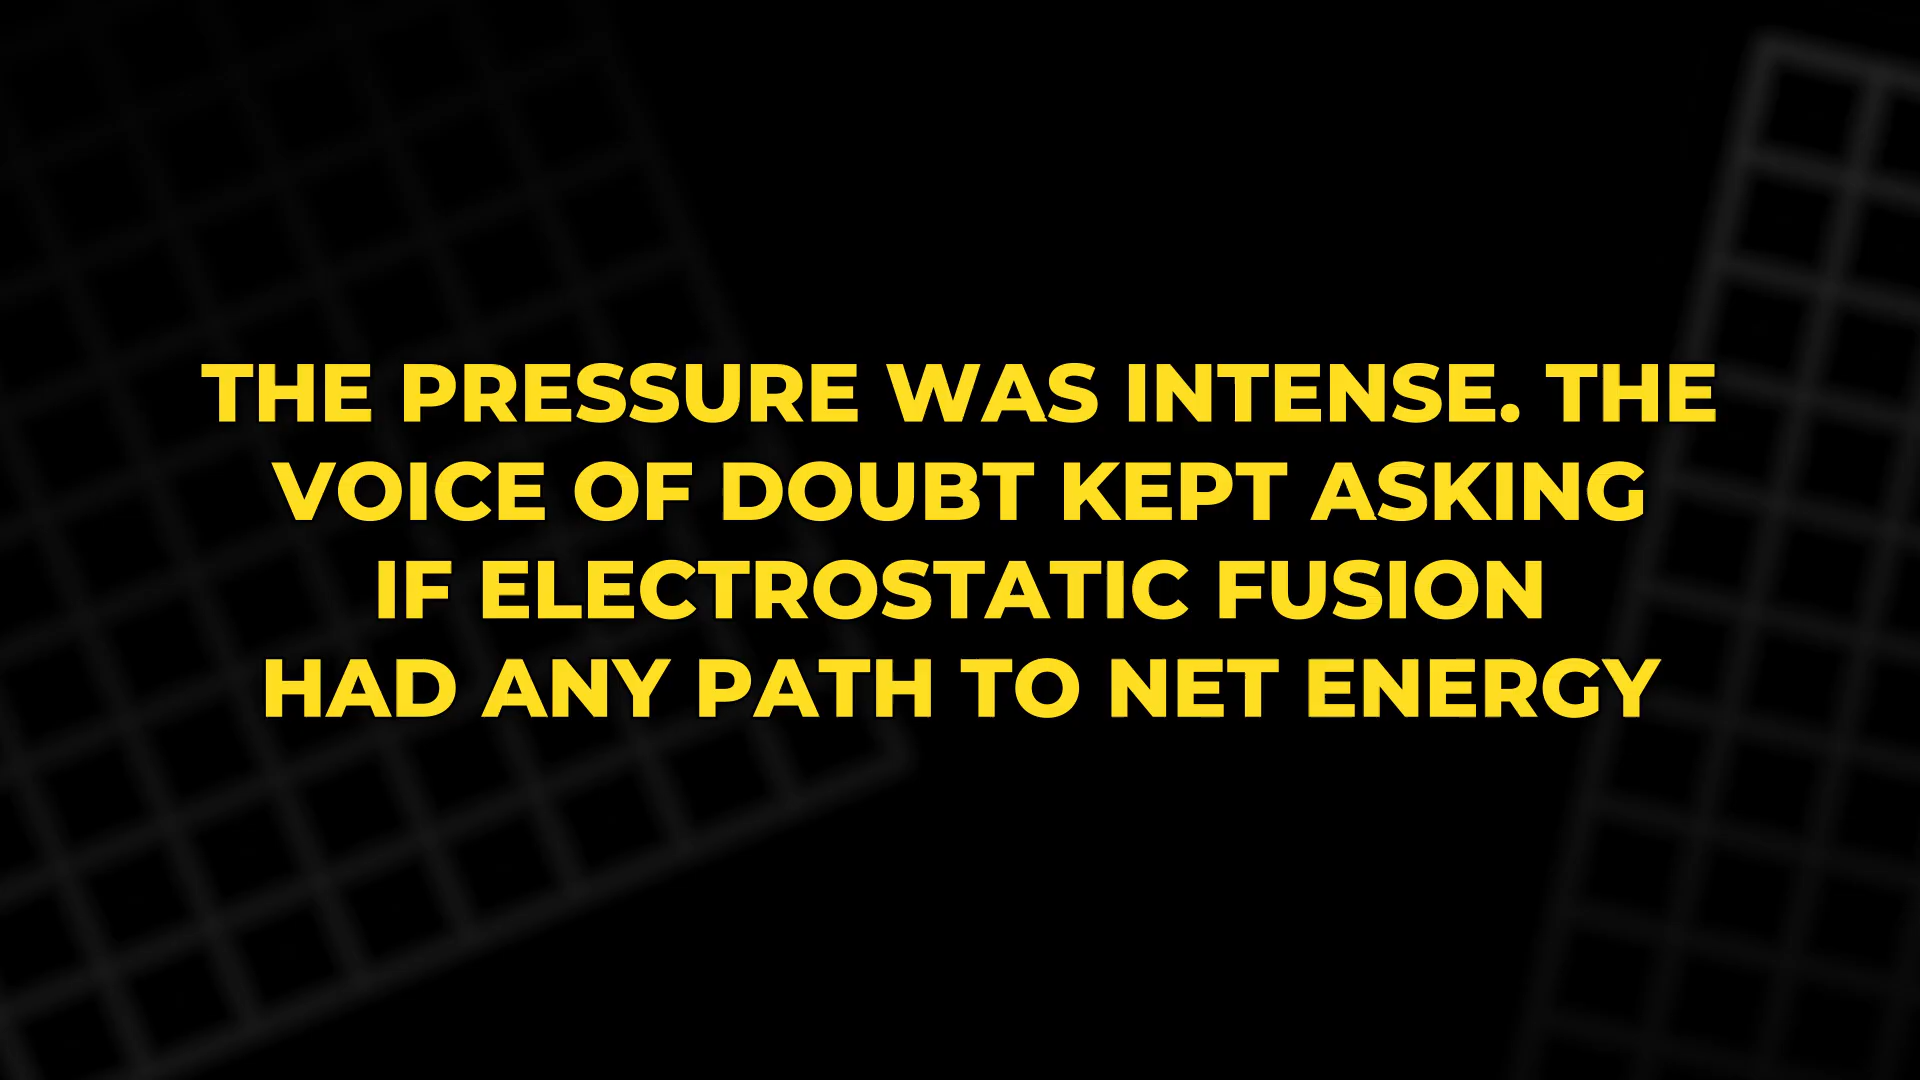 THE PRESSURE WAS INTENSE. THE
VOICE OF DOUBT KEPT ASKING
IF ELECTROSTATIC FUSION
HAD ANY PATH TO NET ENERGY